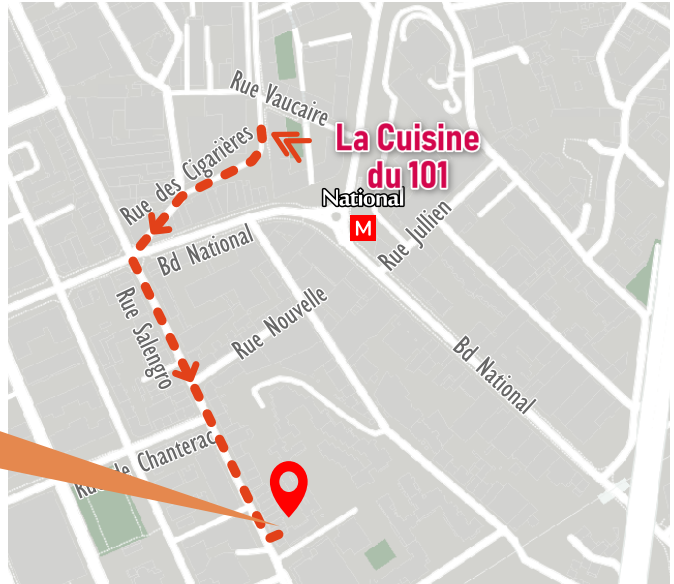 Rue Vaucaire
La Cuisine
du 101
Rue des Cigarières
National
M
Rue Jullien
Bd National
Rue Salengro
Rue Nouvelle
Bd National
Rue de Chanterac